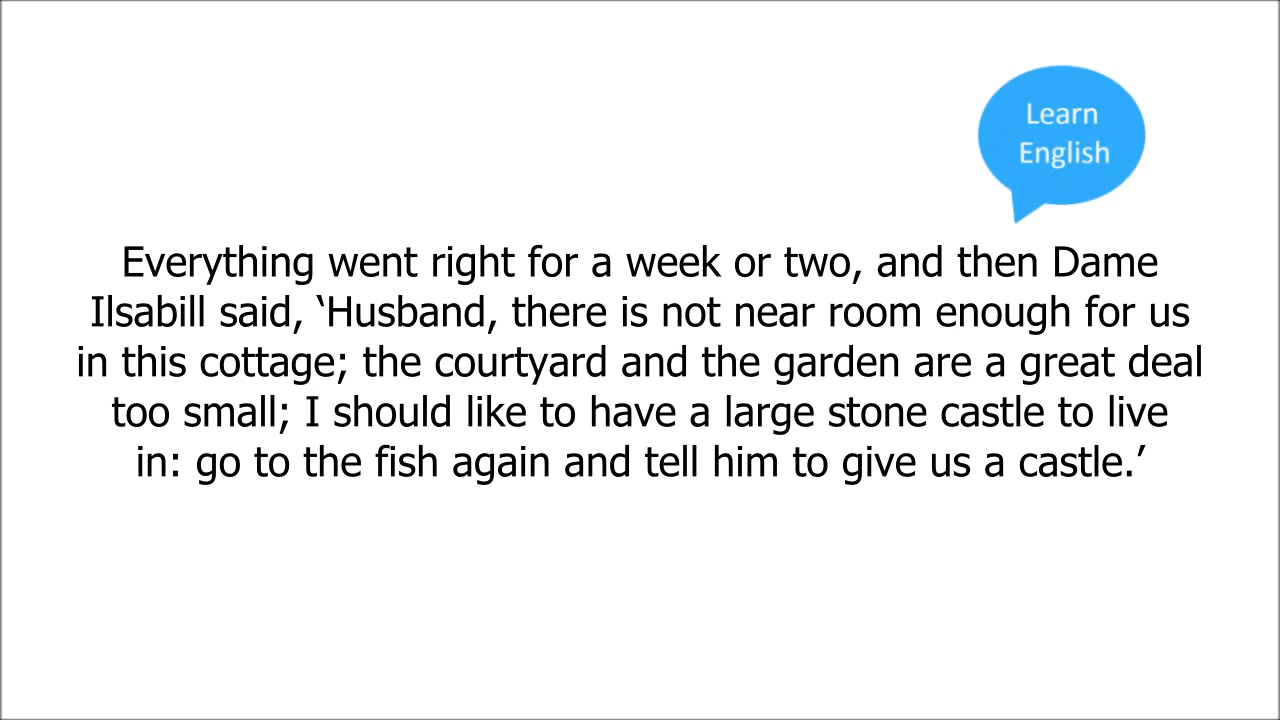 Learn
English
Everything went right for a week or two, and then Dame
Ilsabill said, ‘Husband, there is not near room enough for us
in this cottage; the courtyard and the garden are a great deal
too small; I should like to have a large stone castle to live
in: go to the fish again and tell him to give us a castle.’